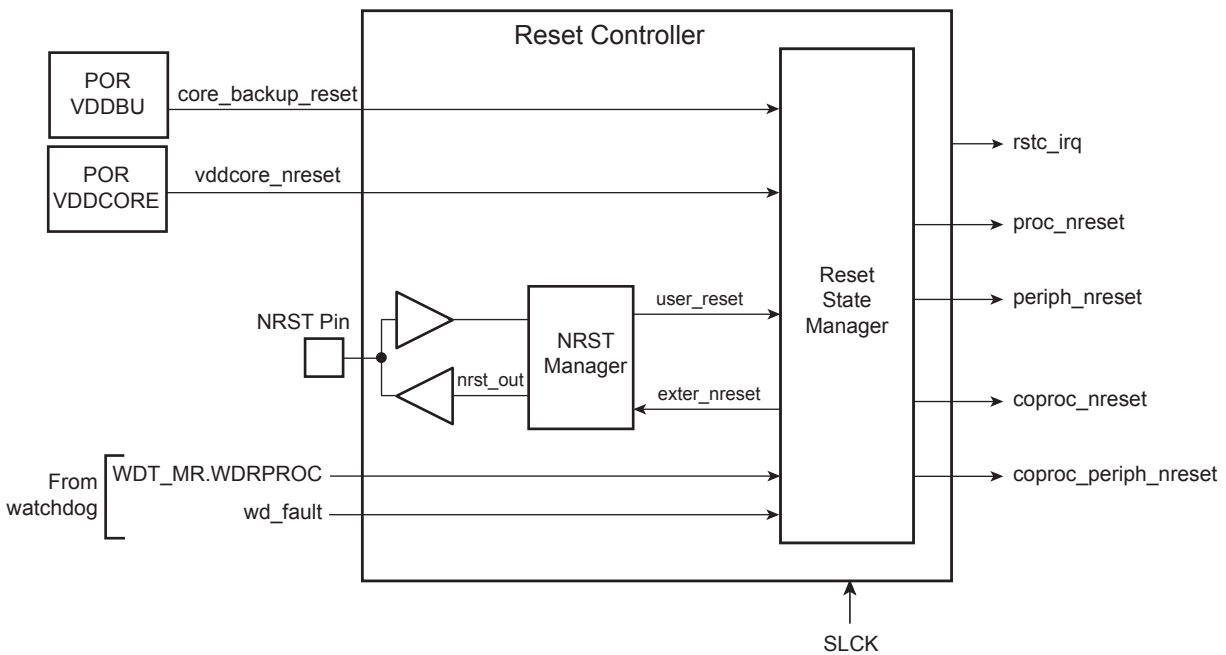 Reset Controller
POR
VDDBU
core_backup_reset
rstc_irq
POR
VDDCORE
vddcore_nreset
proc_nreset
Reset
State
Manager
user_reset
periph_nreset
NRST Pin
NRST
Manager
nrst_out
exter_nreset
coproc_nreset
From
watchdog
WDT_MR.WDRPROC
coproc_periph_nreset
wd_fault
SLCK